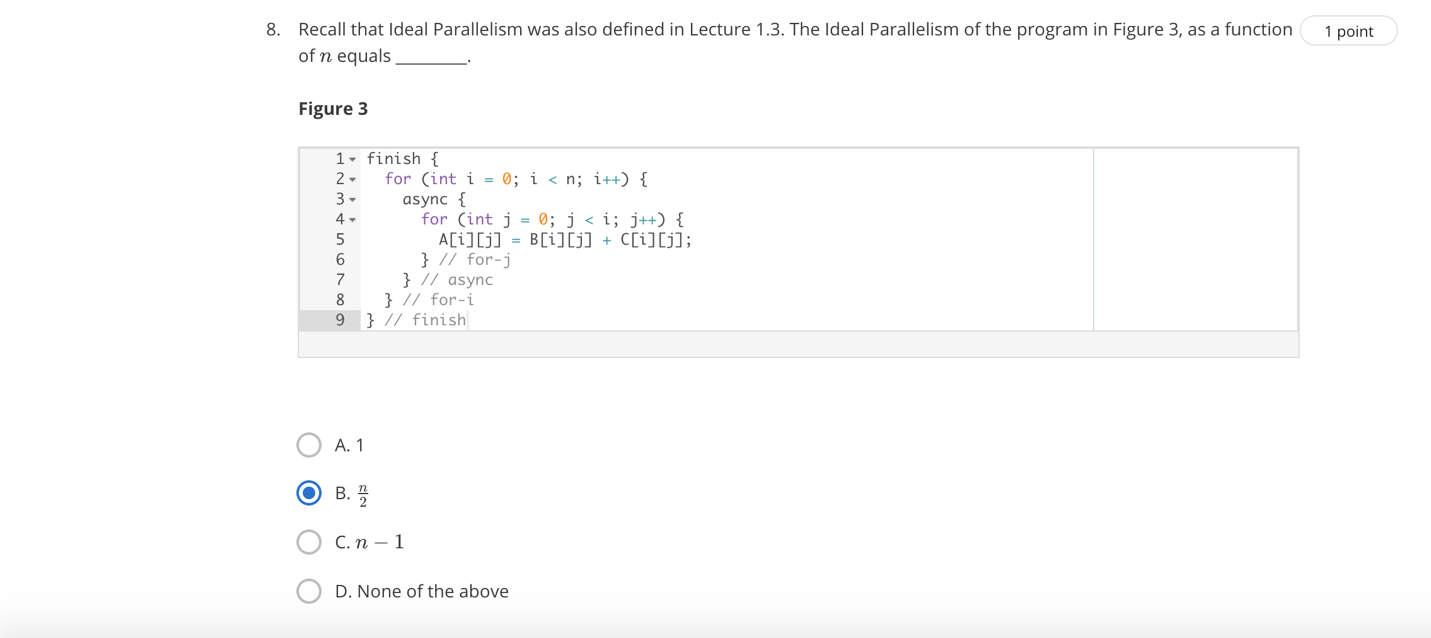 8. Recall that Ideal Parallelism was also defined in Lecture 1.3. The Ideal Parallelism of the program in Figure 3, as a function
1 point
of n equals ________.
Figure 3
1 finish {
2   for (int i = 0; i < n; i++) {
3     async {
4       for (int j = 0; j < i; j++) {
5         A[i][j] = B[i][j] + C[i][j];
6       } // for-j
7     } // async
8   } // for-i
9 } // finish
A. 1
B. n/2
C. n − 1
D. None of the above